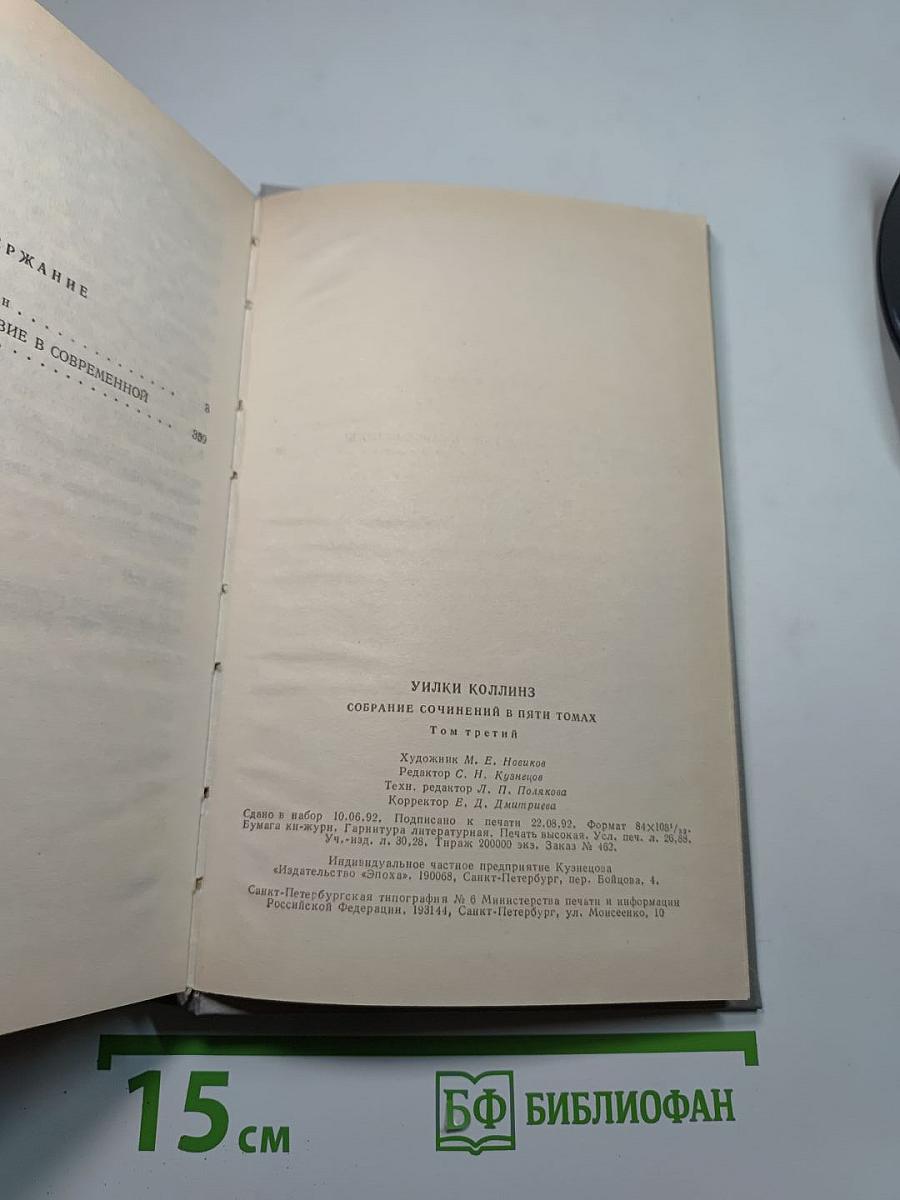 РЖАНИЕ
н
ВИЕ В СОВРЕМЕННОЙ
3
УИЛКИ КОЛЛИНЗ
СОБРАНИЕ СОЧИНЕНИЙ В ПЯТИ ТОМАХ
Том третий
Художник М. Е. Новиков
Редактор С. Н. Кузнецов
Техн. редактор Л. П. Полякова
Корректор Е. Д. Дмитриева
Сдано в набор 10.06.92. Подписано к печати 22.08.92. Формат 84×108¹/₃₂.
Бумага кн-журн. Гарнитура литературная. Печать высокая. Усл. печ. л. 26,88.
Уч.-изд. л. 30,28. Тираж 200000 экз. Заказ № 462.
Индивидуальное частное предприятие Кузнецова
«Издательство «Эпоха». 190068, Санкт-Петербург, пер. Бойцова, 4.
Санкт-Петербургская типография № 6 Министерства печати и информации
Российской Федерации. 193144, Санкт-Петербург, ул. Моисеенко, 10
15 см
БФ БИБЛИОФАН